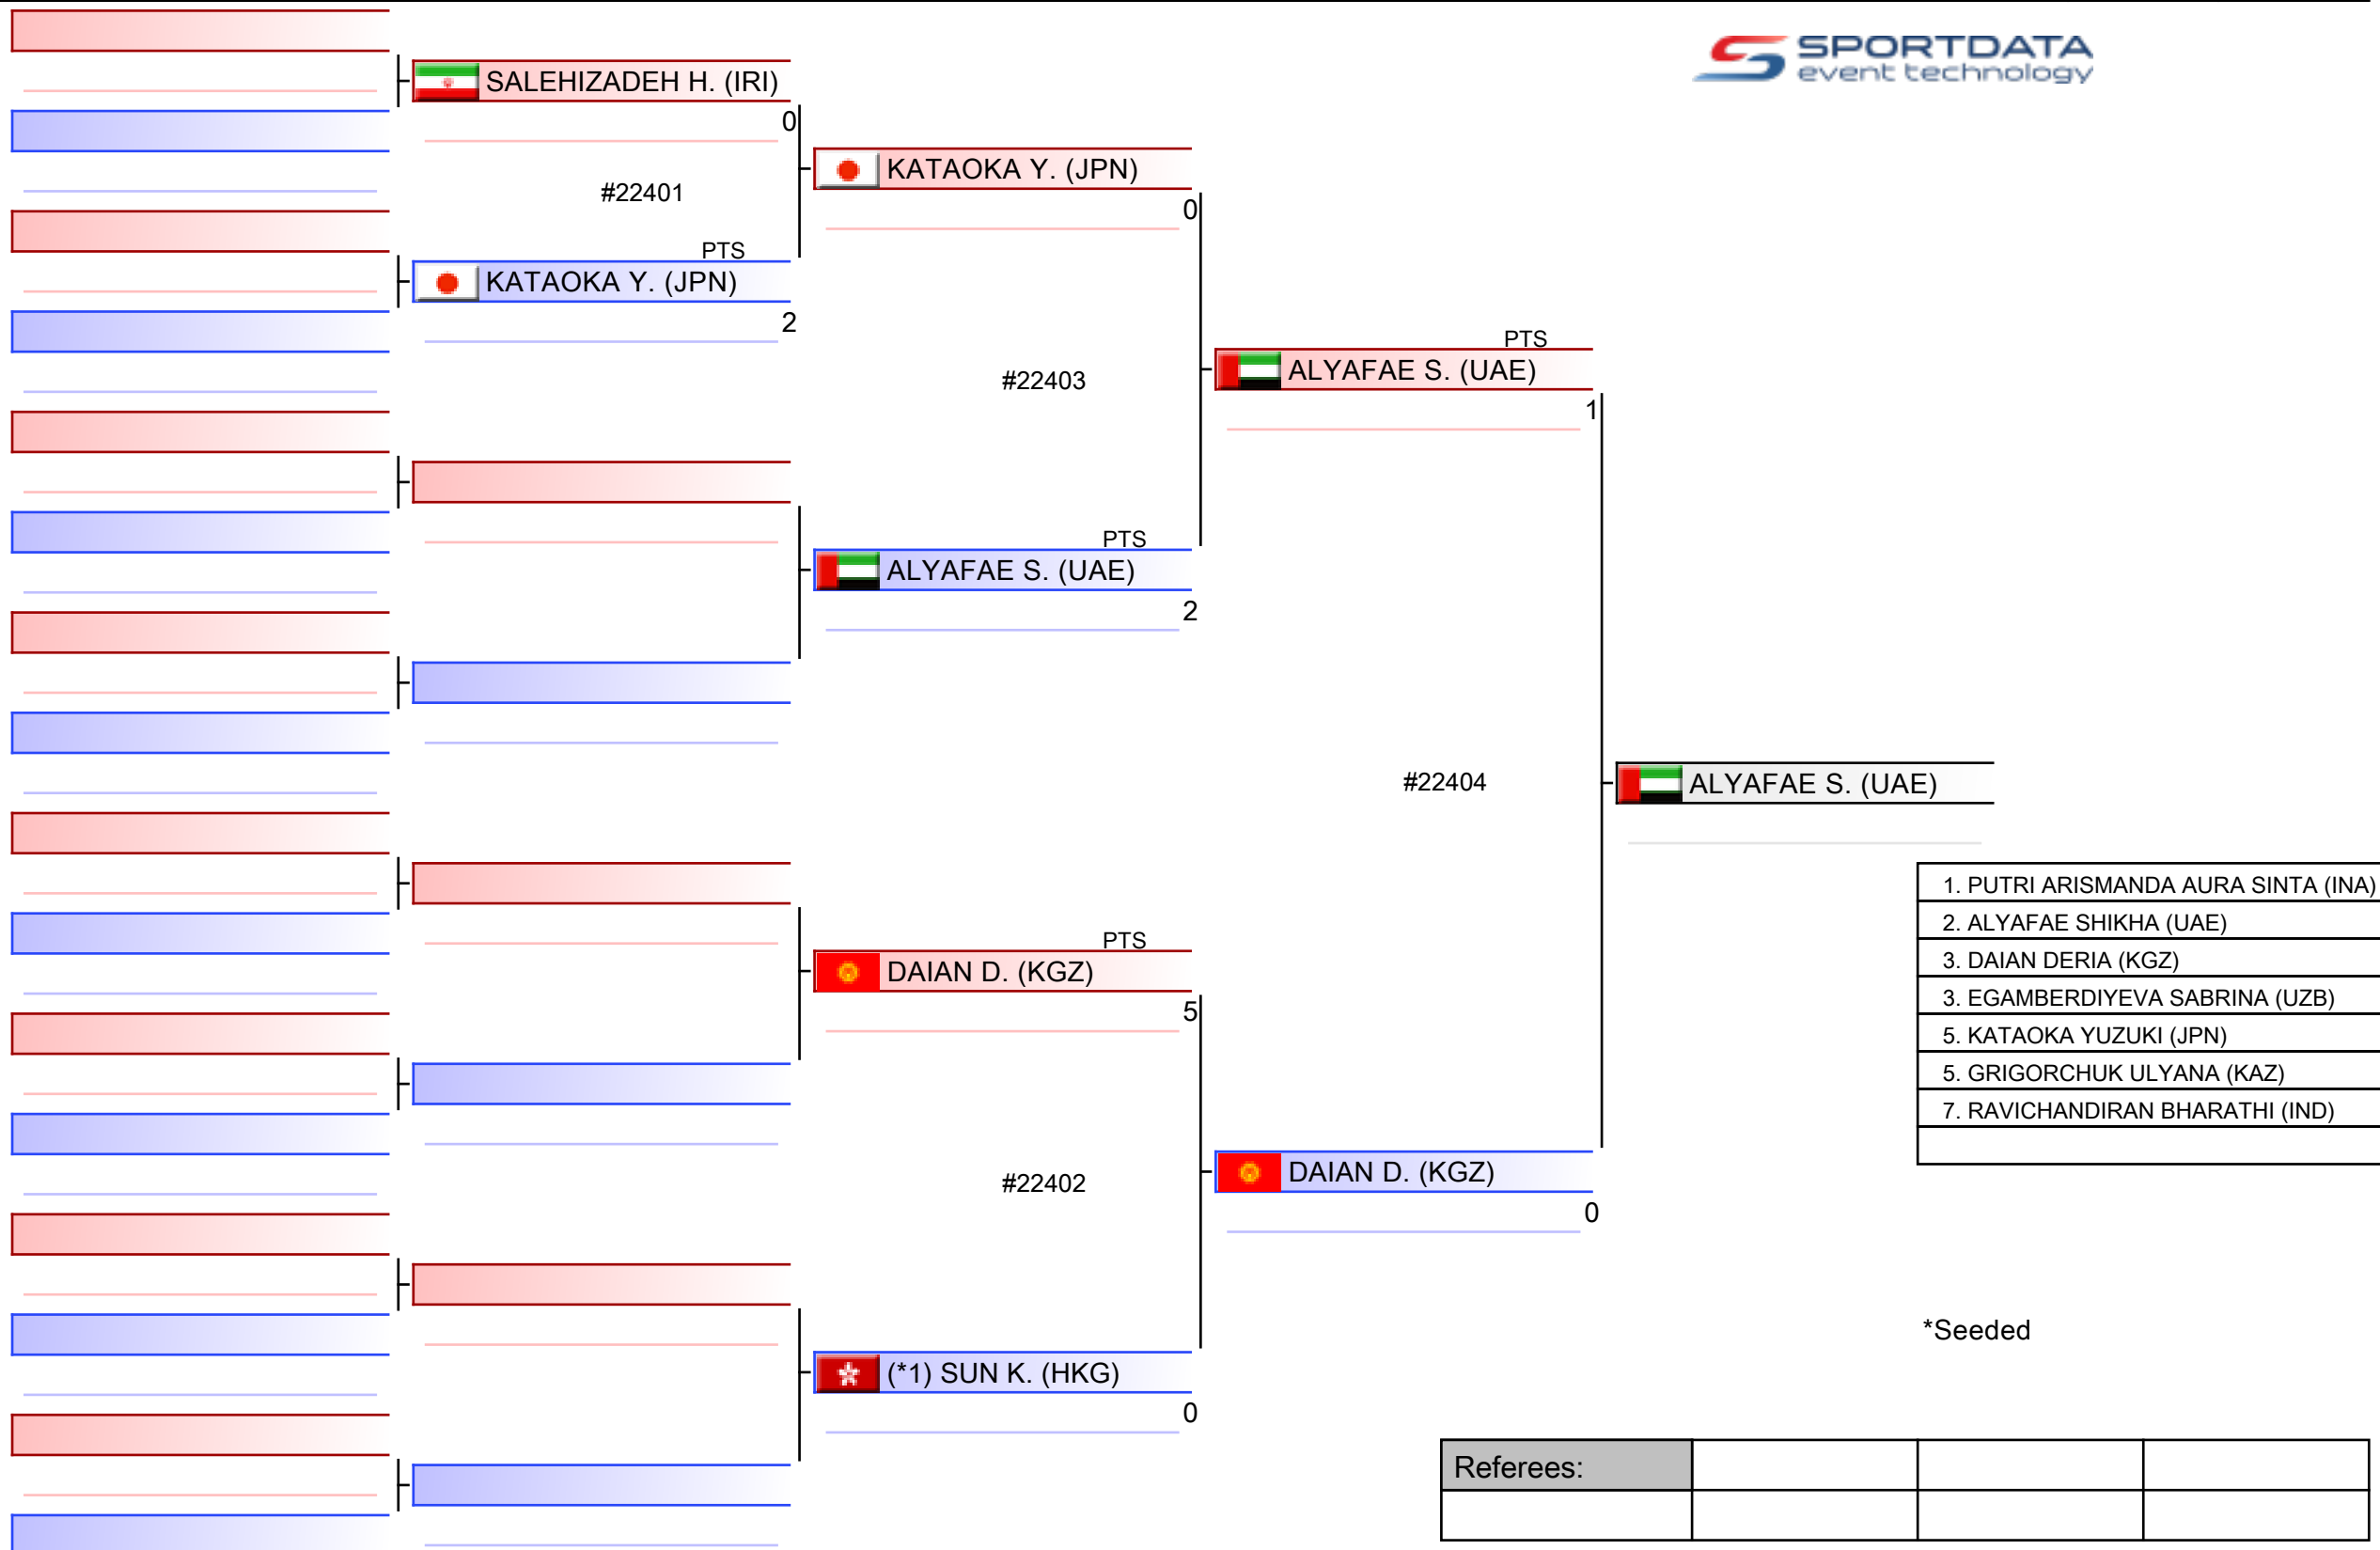 SPORTDATA
event technology
SALEHIZADEH H. (IRI)
0
#22401
PTS
KATAOKA Y. (JPN)
2
KATAOKA Y. (JPN)
0
#22403
PTS
ALYAFAE S. (UAE)
2
PTS
ALYAFAE S. (UAE)
1
#22404
ALYAFAE S. (UAE)
PTS
DAIAN D. (KGZ)
5
#22402
(*1) SUN K. (HKG)
0
DAIAN D. (KGZ)
0
1. PUTRI ARISMANDA AURA SINTA (INA)
2. ALYAFAE SHIKHA (UAE)
3. DAIAN DERIA (KGZ)
3. EGAMBERDIYEVA SABRINA (UZB)
5. KATAOKA YUZUKI (JPN)
5. GRIGORCHUK ULYANA (KAZ)
7. RAVICHANDIRAN BHARATHI (IND)
*Seeded
Referees: